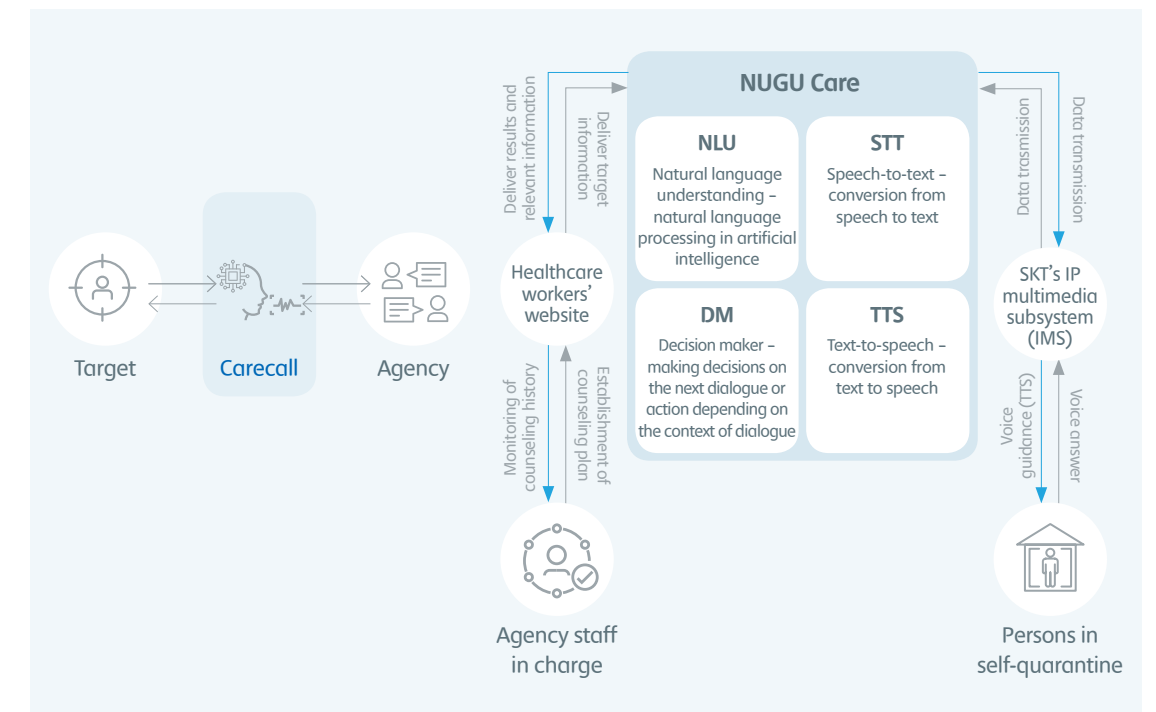 Target
Carecall
Agency
Deliver results and
relevant information
Deliver target
information
Healthcare
workers'
website
Monitoring of
counseling history
Establishment of
counseling plan
Agency staff
in charge
NUGU Care
NLU
Natural language
understanding –
natural language
processing in artificial
intelligence
STT
Speech-to-text –
conversion from
speech to text
DM
Decision maker –
making decisions on
the next dialogue or
action depending on
the context of dialogue
TTS
Text-to-speech –
conversion from
text to speech
Data trasmission
Data transmission
SKT's IP
multimedia
subsystem
(IMS)
Voice
guidance (TTS)
Voice answer
Persons in
self-quarantine